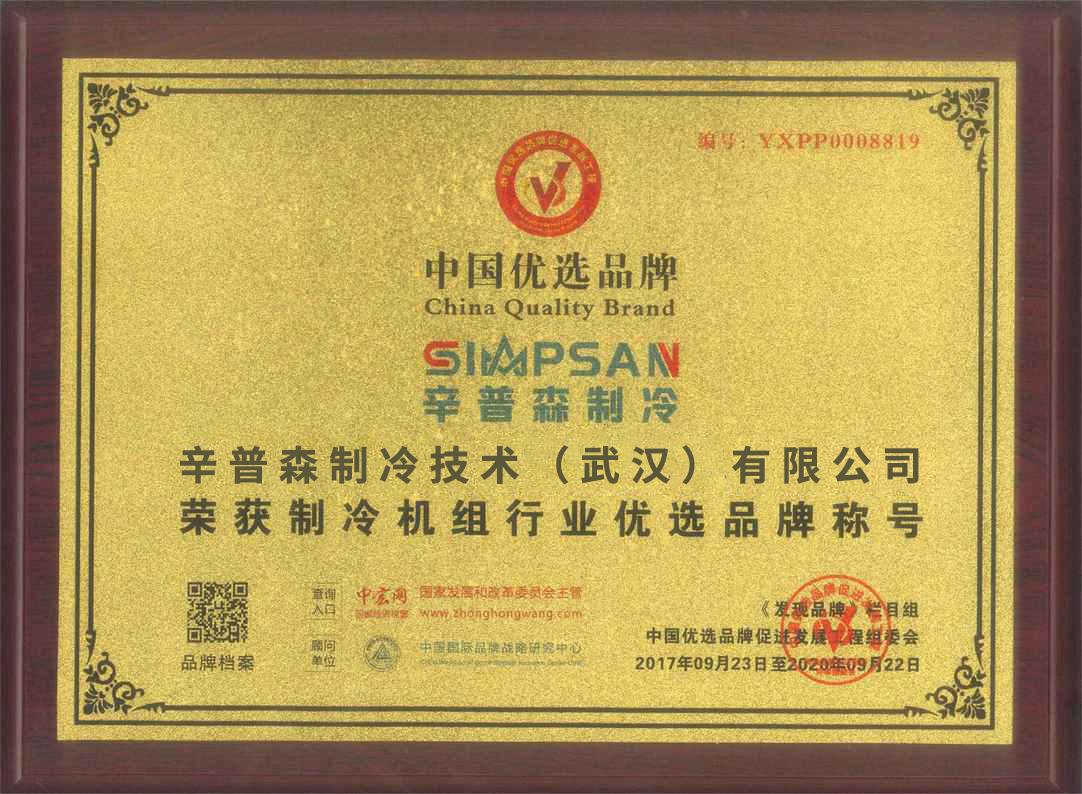 编号：YXPP0008819
中国优选品牌
China Quality Brand
SIMPSAN
辛普森制冷
辛普森制冷技术（武汉）有限公司
荣获制冷机组行业优选品牌称号
查询入口
中宏网
国家发展和改革委员会主管
www.zhonghongwang.com
顾问单位
中国国际品牌战略研究中心
品牌档案
《发现品牌》栏目组
中国优选品牌促进发展工程组委会
2017年09月23日至2020年09月22日